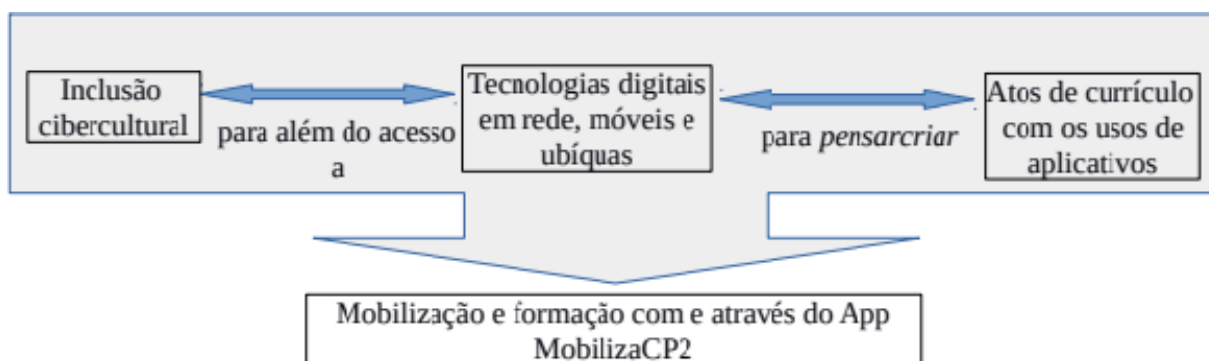 Inclusão
cibercultural
para além do acesso
a
Tecnologias digitais
em rede, móveis e
ubíquas
para pensarcriar
Atos de currículo
com os usos de
aplicativos
Mobilização e formação com e através do App
MobilizaCP2